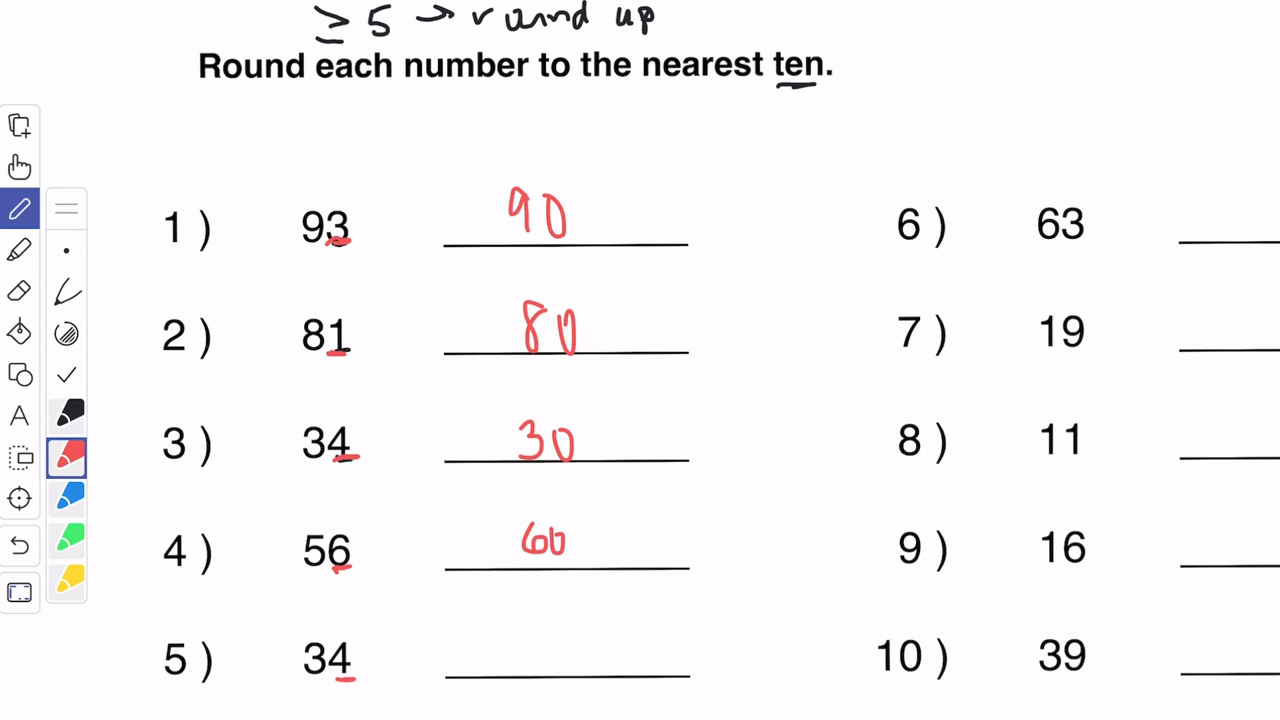 ≥ 5 → round up
Round each number to the nearest ten.
1 ) 93 90
2 ) 81 80
3 ) 34 30
4 ) 56 60
5 ) 34
6 ) 63
7 ) 19
8 ) 11
9 ) 16
10 ) 39
A